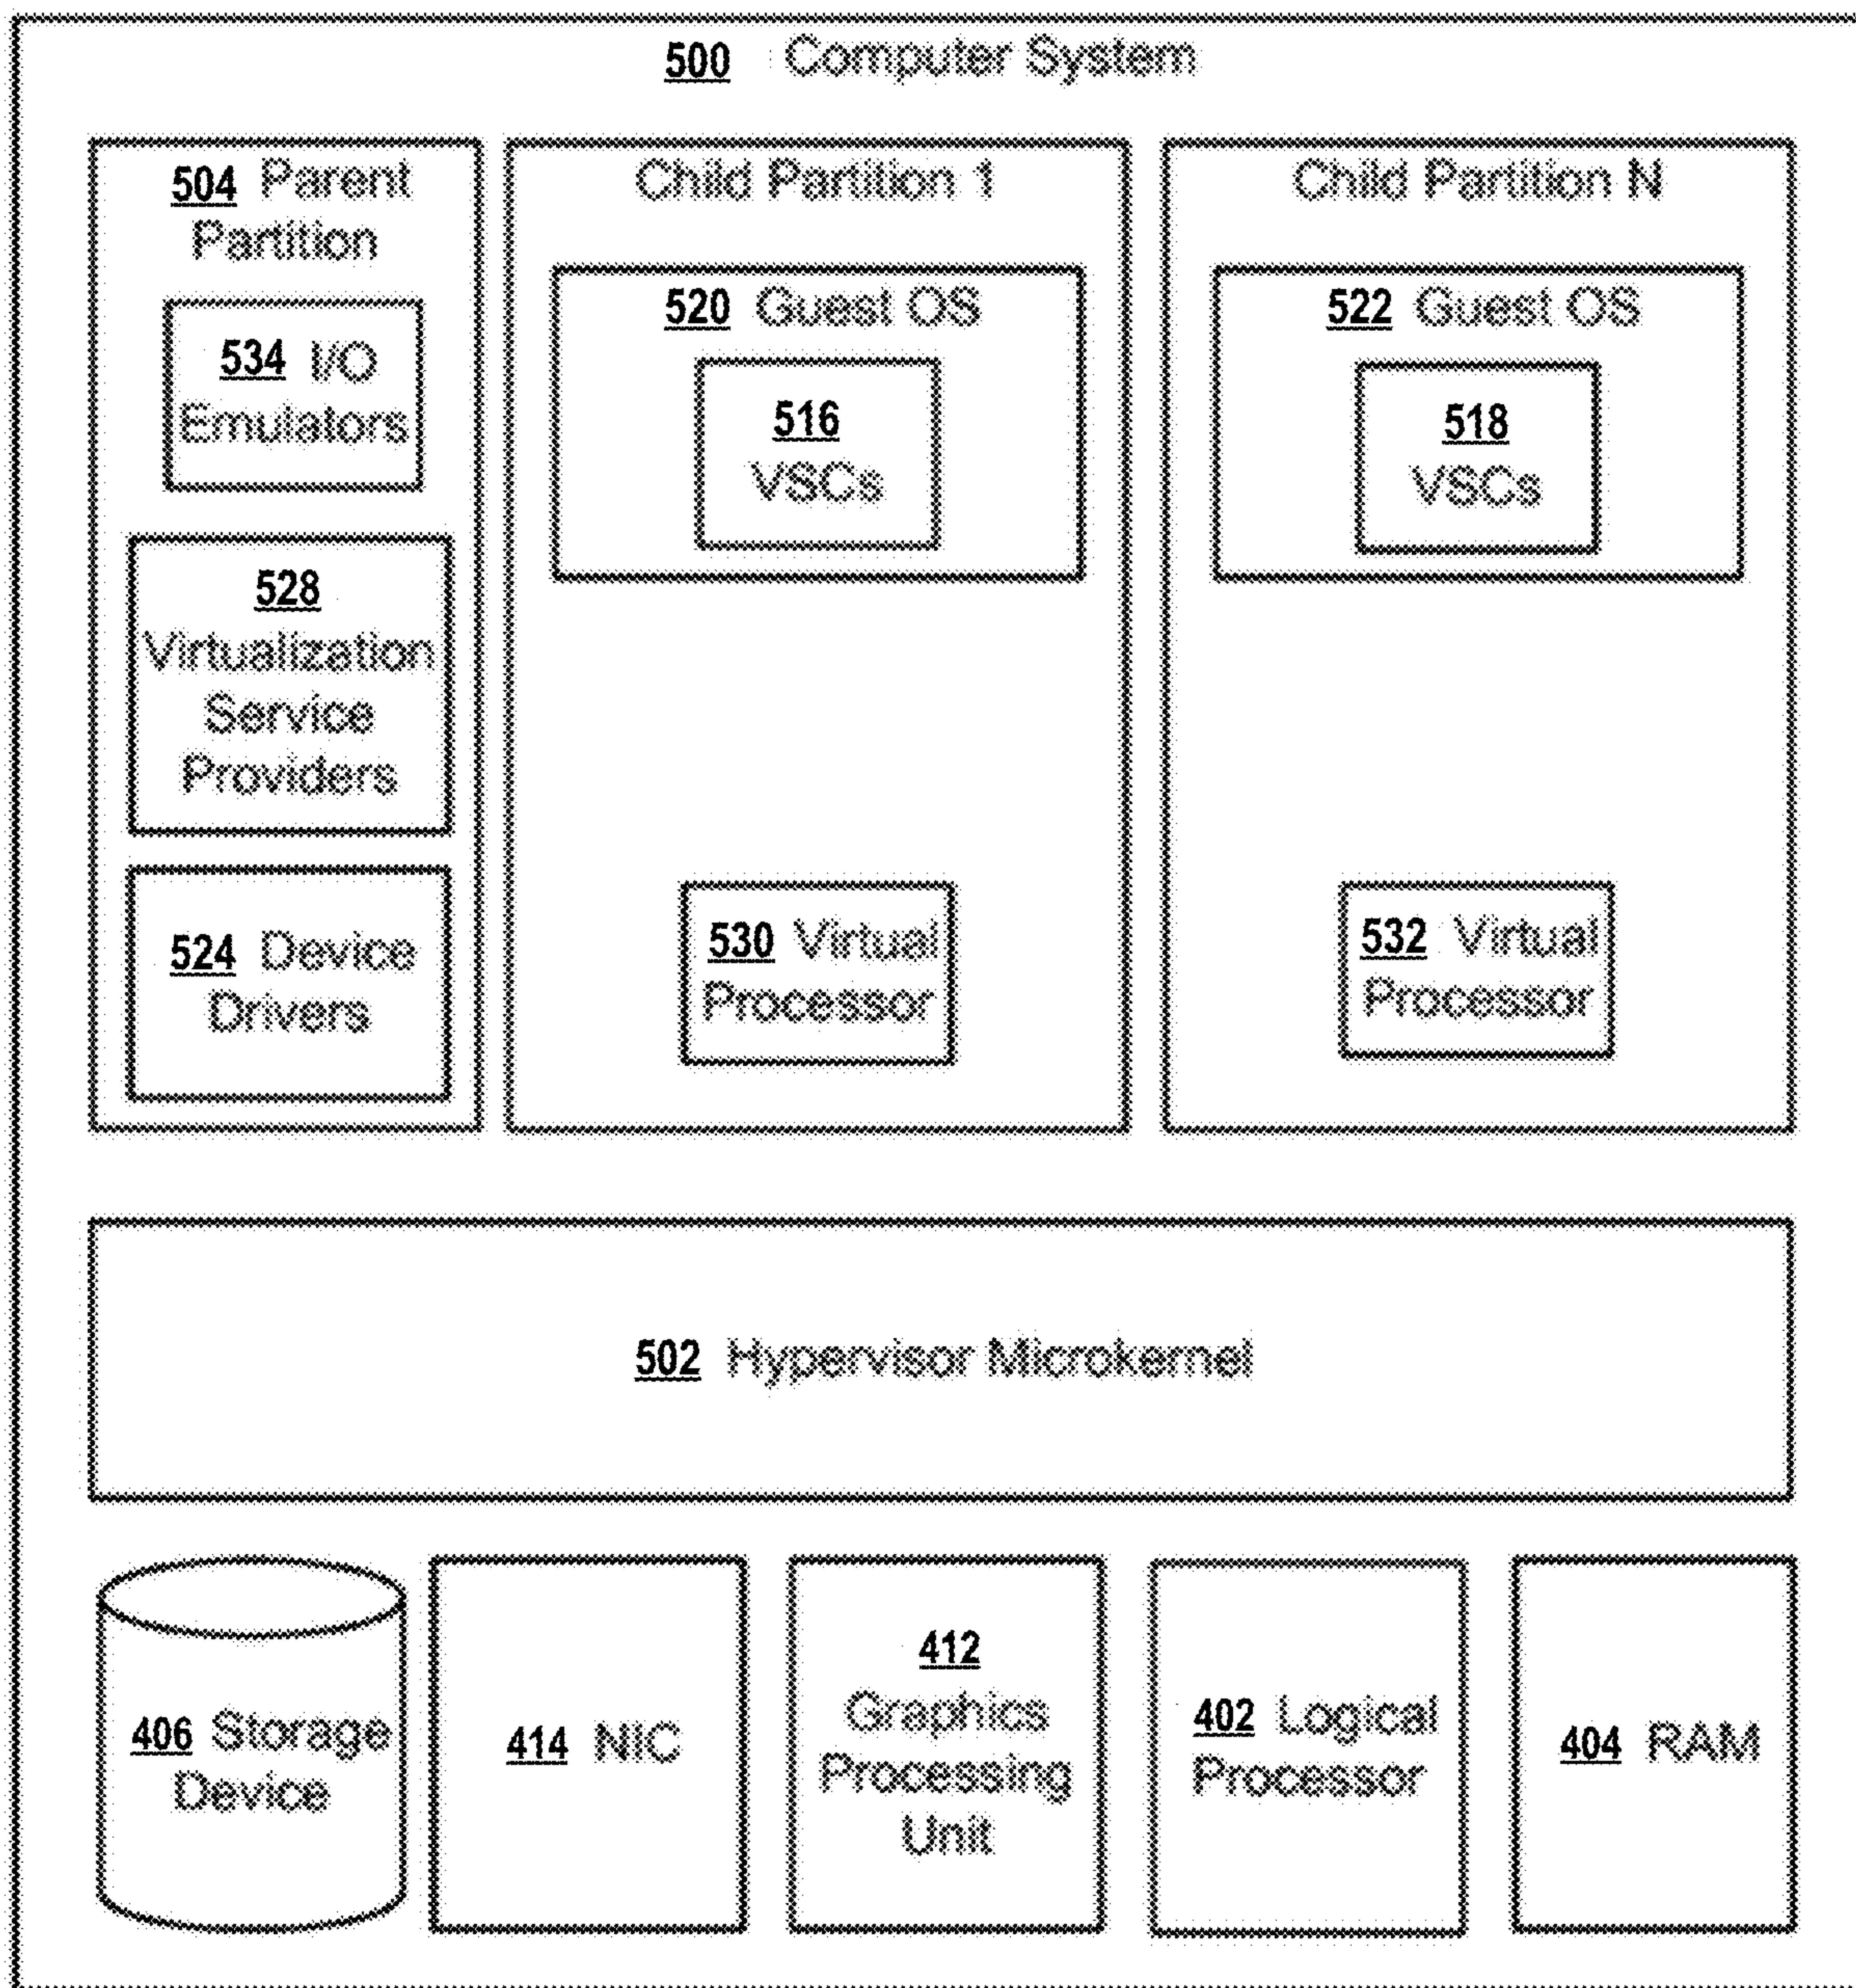 500 Computer System
504 Parent
Partition
534 I/O
Emulators
528
Virtualization
Service
Providers
524 Device
Drivers
Child Partition 1
520 Guest OS
516
VSCs
530 Virtual
Processor
Child Partition N
522 Guest OS
518
VSCs
532 Virtual
Processor
502 Hypervisor Microkernel
406 Storage
Device
414 NIC
412
Graphics
Processing
Unit
402 Logical
Processor
404 RAM